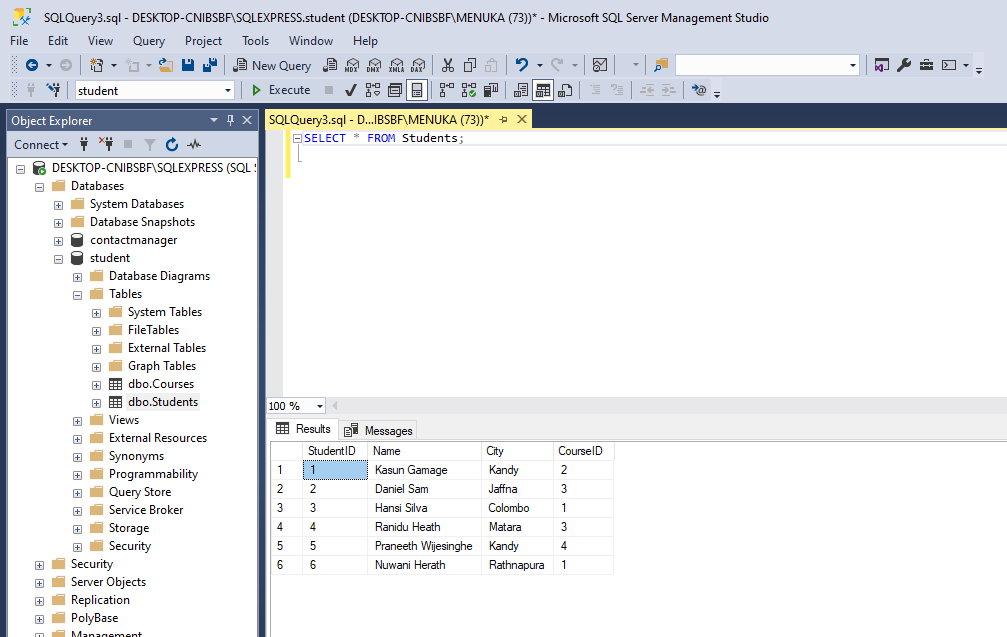 SQLQuery3.sql - DESKTOP-CNIBSBF\SQLEXPRESS.student (DESKTOP-CNIBSBF\MENUKA (73))* - Microsoft SQL Server Management Studio
File Edit View Query Project Tools Window Help
New Query MDX DMX XMLA DAX
student Execute
Object Explorer
Connect
DESKTOP-CNIBSBF\SQLEXPRESS (SQL S
Databases
System Databases
Database Snapshots
contactmanager
student
Database Diagrams
Tables
System Tables
FileTables
External Tables
Graph Tables
dbo.Courses
dbo.Students
Views
External Resources
Synonyms
Programmability
Query Store
Service Broker
Storage
Security
Security
Server Objects
Replication
PolyBase
Management
SQLQuery3.sql - D...IBSBF\MENUKA (73))*
SELECT * FROM Students;
100 %
Results Messages
StudentID Name City CourseID
1 1 Kasun Gamage Kandy 2
2 2 Daniel Sam Jaffna 3
3 3 Hansi Silva Colombo 1
4 4 Ranidu Heath Matara 3
5 5 Praneeth Wijesinghe Kandy 4
6 6 Nuwani Herath Rathnapura 1